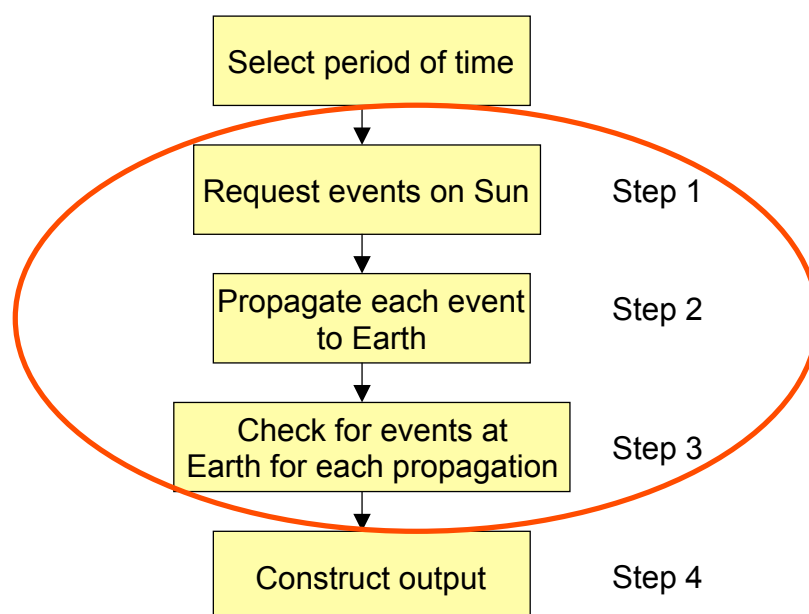 Select period of time
Request events on Sun
Step 1
Propagate each event
to Earth
Step 2
Check for events at
Earth for each propagation
Step 3
Construct output
Step 4